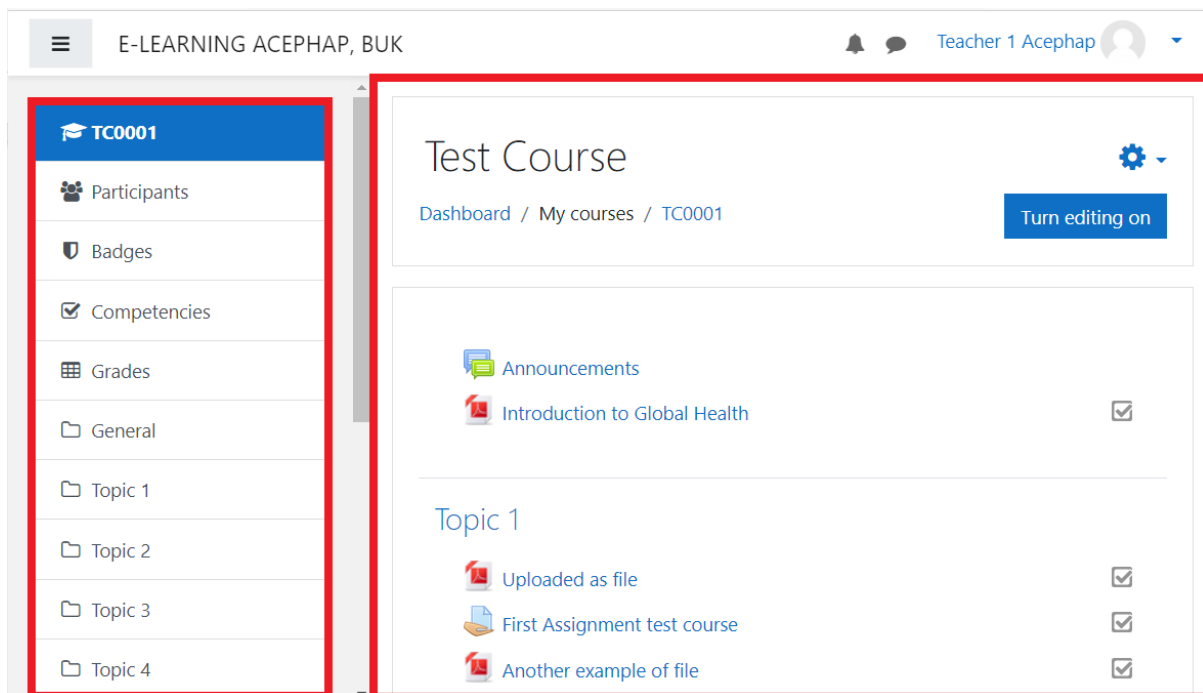 E-LEARNING ACEPHAP, BUK
Teacher 1 Acephap
TC0001
Participants
Badges
Competencies
Grades
General
Topic 1
Topic 2
Topic 3
Topic 4
Test Course
Dashboard / My courses / TC0001
Turn editing on
Announcements
Introduction to Global Health
Topic 1
Uploaded as file
First Assignment test course
Another example of file